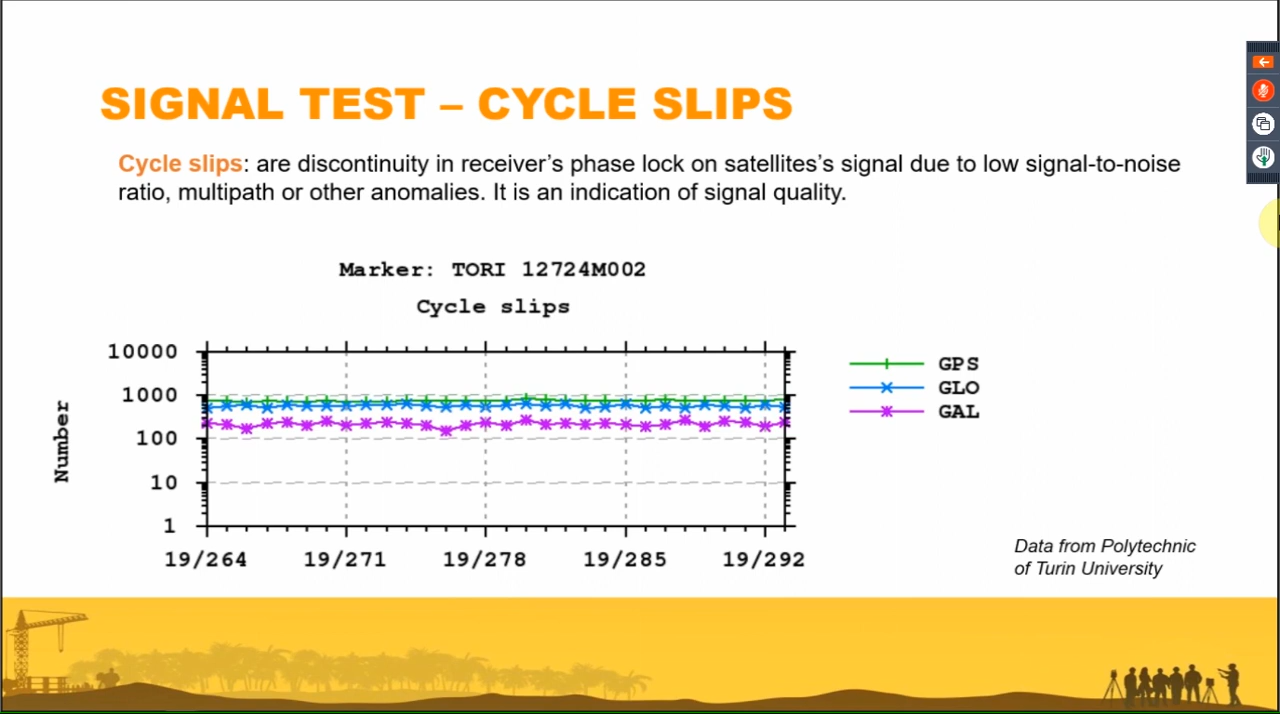 SIGNAL TEST – CYCLE SLIPS
Cycle slips: are discontinuity in receiver’s phase lock on satellites’s signal due to low signal-to-noise
ratio, multipath or other anomalies. It is an indication of signal quality.
Marker: TORI 12724M002
Cycle slips
Number
10000
1000
100
10
1
19/264 19/271 19/278 19/285 19/292
GPS
GLO
GAL
Data from Polytechnic
of Turin University